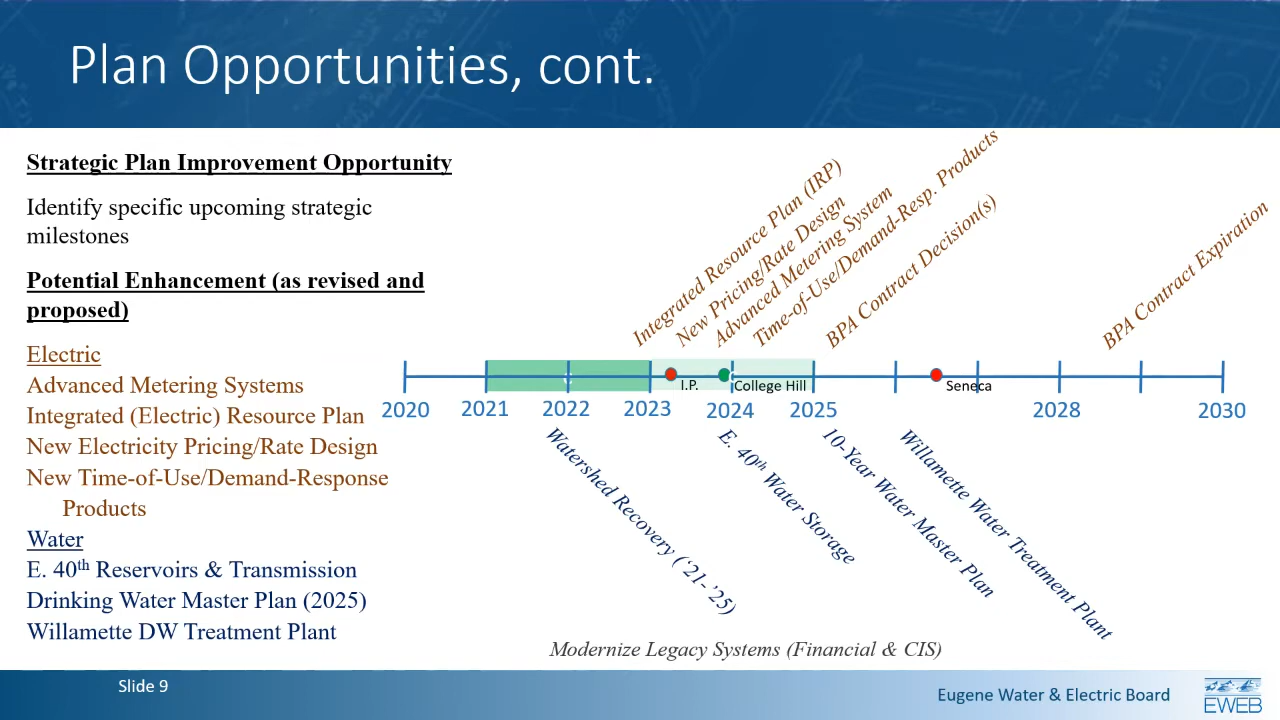 Plan Opportunities, cont.
Strategic Plan Improvement Opportunity
Identify specific upcoming strategic
milestones
Potential Enhancement (as revised and
proposed)
Electric
Advanced Metering Systems
Integrated (Electric) Resource Plan
New Electricity Pricing/Rate Design
New Time-of-Use/Demand-Response
Products
Water
E. 40th Reservoirs & Transmission
Drinking Water Master Plan (2025)
Willamette DW Treatment Plant
Integrated Resource Plan (IRP)
New Pricing/Rate Design
Advanced Metering System
Time-of-Use/Demand-Resp. Products
BPA Contract Decision(s)
BPA Contract Expiration
I.P.
College Hill
Seneca
2020
2021
2022
2023
2024
2025
2028
2030
Watershed Recovery (‘21-’25)
E. 40th Water Storage
10-Year Water Master Plan
Willamette Water Treatment Plant
Modernize Legacy Systems (Financial & CIS)
Slide 9
Eugene Water & Electric Board
EWEB